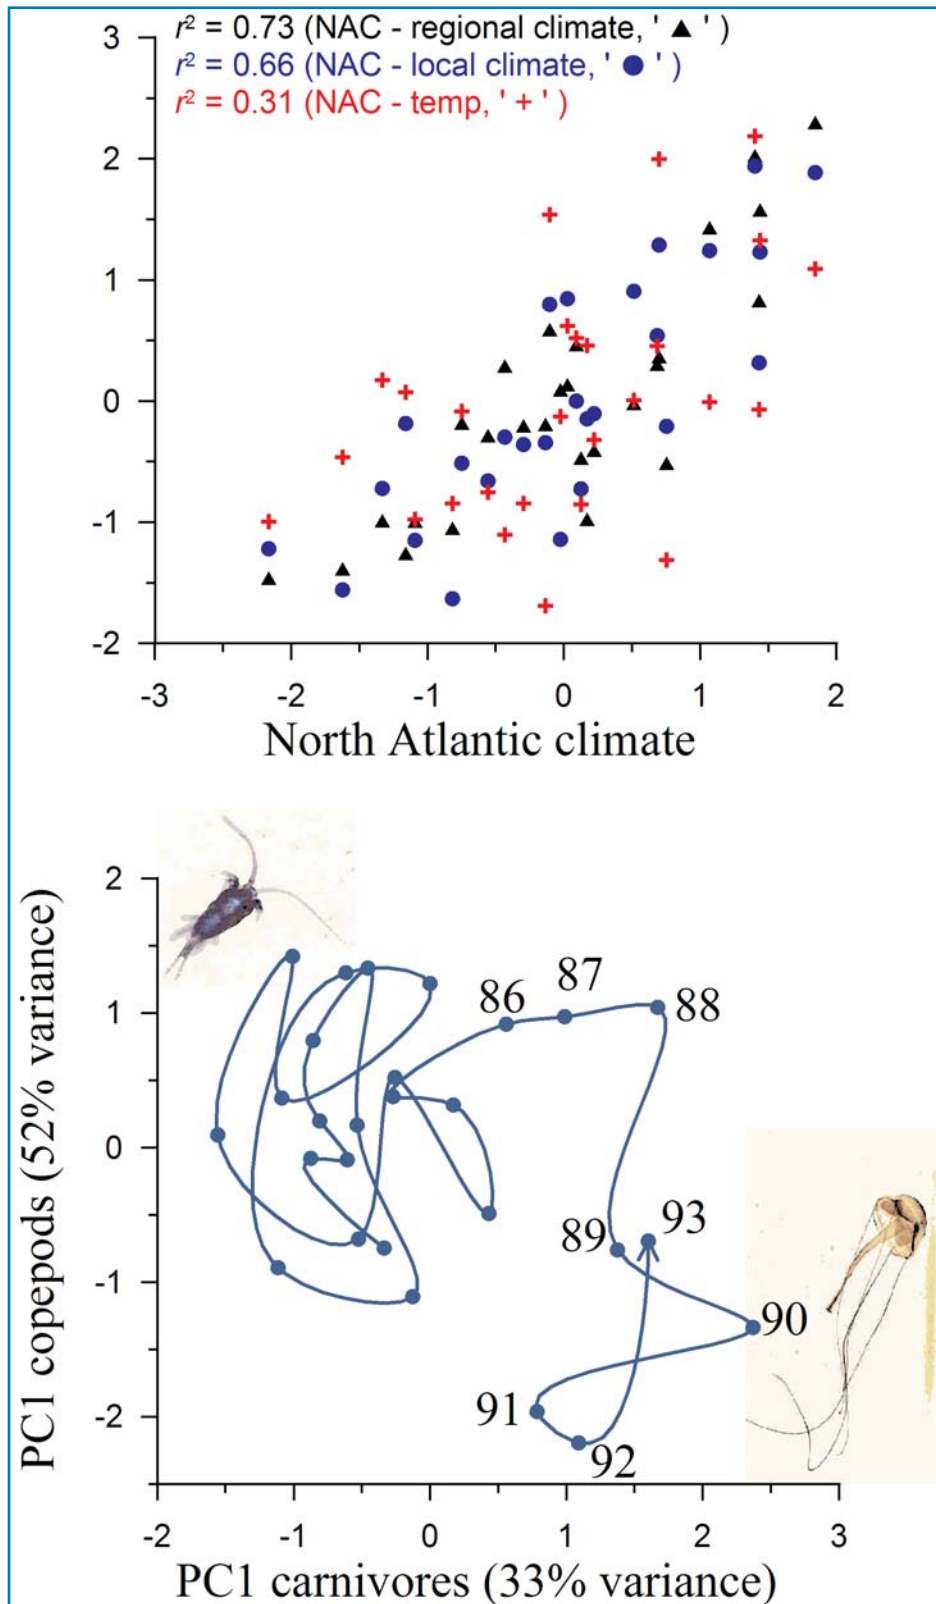 r² = 0.73 (NAC - regional climate, ' ▲ ' )
r² = 0.66 (NAC - local climate, ' ● ' )
r² = 0.31 (NAC - temp, ' + ' )
3
2
1
0
-1
-2
-3 -2 -1 0 1 2
North Atlantic climate
PC1 copepods (52% variance)
2
1
0
-1
-2
86
87
88
89
93
90
91
92
-2 -1 0 1 2 3
PC1 carnivores (33% variance)